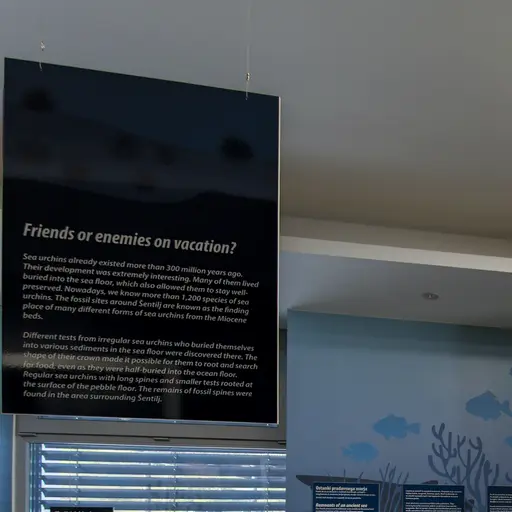 Friends or enemies on vacation?
Sea urchins already existed more than 300 million years ago.
Their development was extremely interesting. Many of them lived
buried into the sea floor, which also allowed them to stay well-
preserved. Nowadays, we know more than 1,200 species of sea
urchins. The fossil sites around Šentilj are known as the finding
place of many different forms of sea urchins from the Miocene
beds.
Different tests from irregular sea urchins who buried themselves
into various sediments in the sea floor were discovered there. The
shape of their crown made it possible for them to root and search
for food, even as they were half-buried into the ocean floor.
Regular sea urchins with long spines and smaller tests rooted at
the surface of the pebble floor. The remains of fossil spines were
found in the area surrounding Šentilj.
Ostanki pradavnega morja
Remnants of an ancient sea